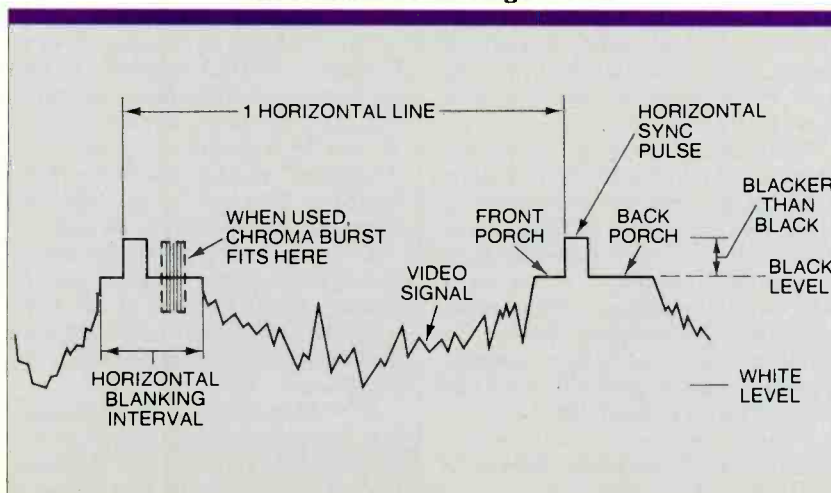 1 HORIZONTAL LINE
HORIZONTAL
SYNC
PULSE
WHEN USED,
CHROMA BURST
FITS HERE
FRONT
PORCH
BACK
PORCH
BLACKER
THAN
BLACK
VIDEO
SIGNAL
BLACK
LEVEL
HORIZONTAL
BLANKING
INTERVAL
WHITE
LEVEL